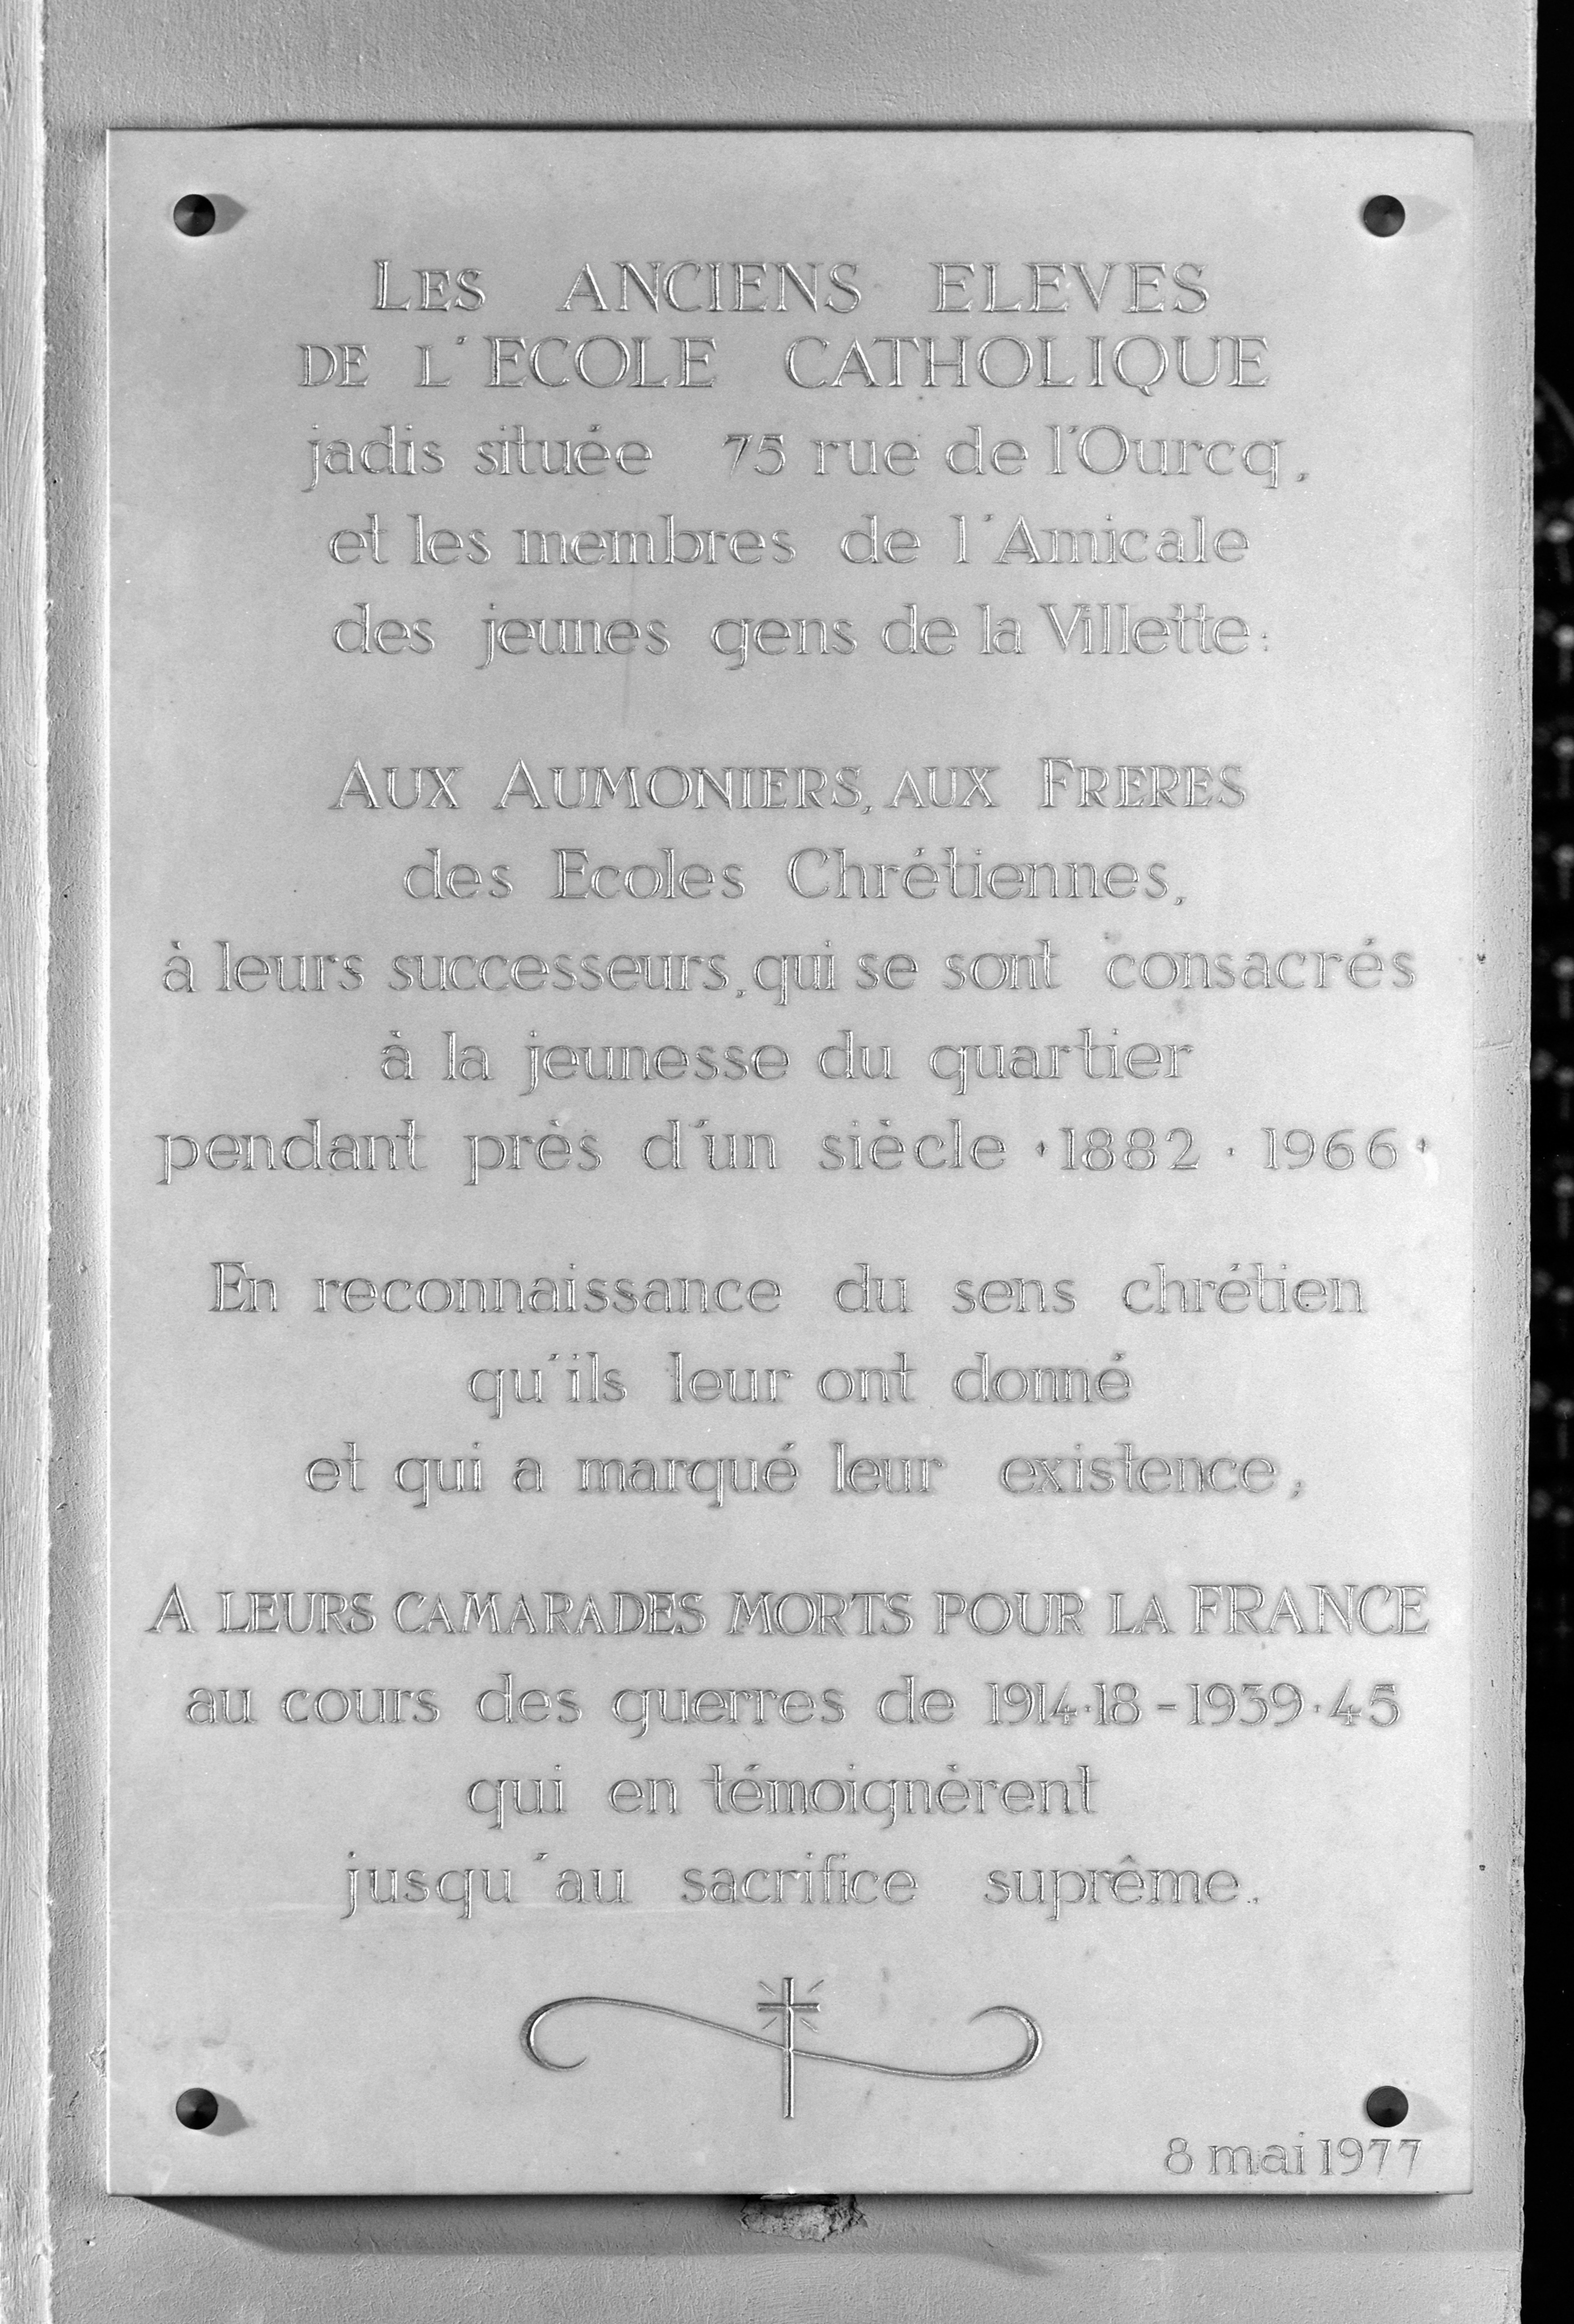 LES ANCIENS ELEVES
DE L'ECOLE CATHOLIQUE
jadis située 75 rue de l'Ourcq,
et les membres de l'Amicale
des jeunes gens de la Villette:
AUX AUMONIERS, AUX FRERES
des Ecoles Chrétiennes,
à leurs successeurs, qui se sont consacrés
à la jeunesse du quartier
pendant près d'un siècle · 1882 · 1966 ·
En reconnaissance du sens chrétien
qu'ils leur ont donné
et qui a marqué leur existence;
A LEURS CAMARADES MORTS POUR LA FRANCE
au cours des guerres de 1914·18 - 1939·45
qui en témoignèrent
jusqu'au sacrifice suprême.
8 mai 1977